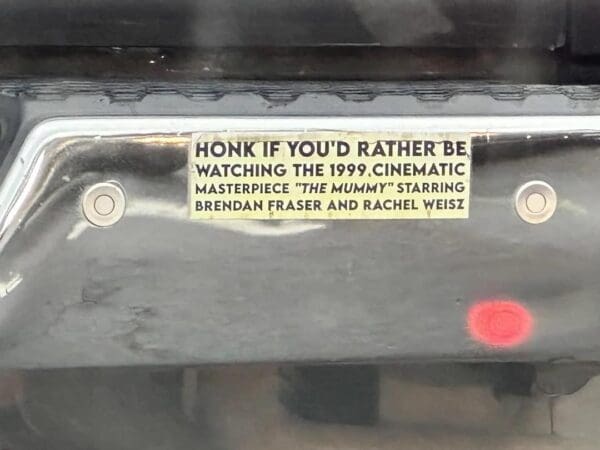 HONK IF YOU'D RATHER BE
WATCHING THE 1999 CINEMATIC
MASTERPIECE "THE MUMMY" STARRING
BRENDAN FRASER AND RACHEL WEISZ